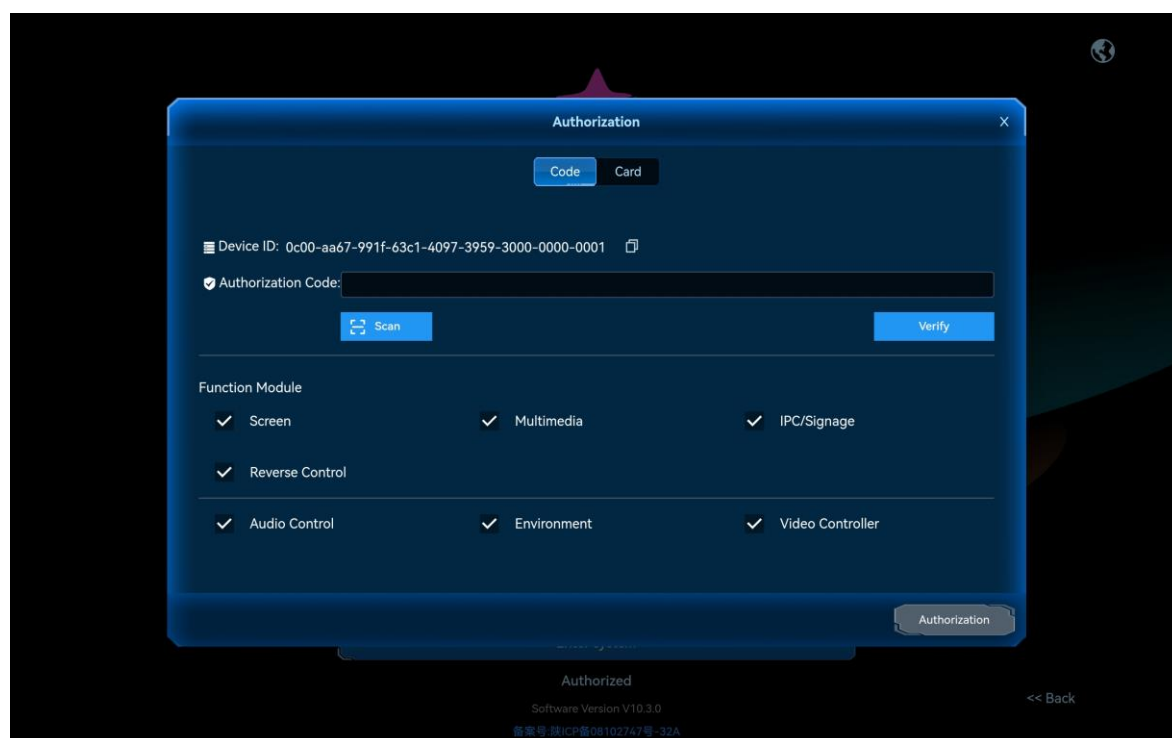 Authorization X
Code Card
Device ID: 0c00-aa67-991f-63c1-4097-3959-3000-0000-0001
Authorization Code:
Scan Verify
Function Module
Screen Multimedia IPC/Signage
Reverse Control
Audio Control Environment Video Controller
Authorization
Authorized
<< Back
Software Version V10.3.0
备案号:陕ICP备08102747号-32A